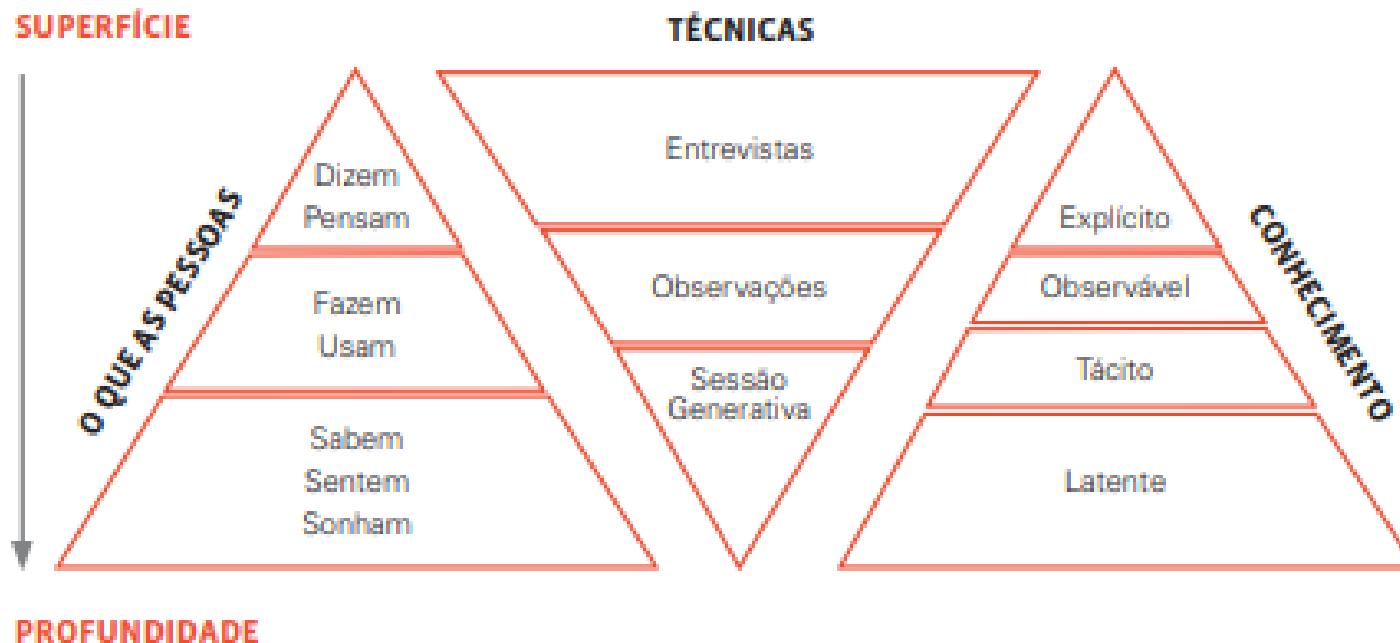 SUPERFÍCIE
TÉCNICAS
O QUE AS PESSOAS
Dizem
Pensam
Fazem
Usam
Sabem
Sentem
Sonham
Entrevistas
Observações
Sessão
Generativa
Explícito
Observável
Tácito
Latente
CONHECIMENTO
PROFUNDIDADE